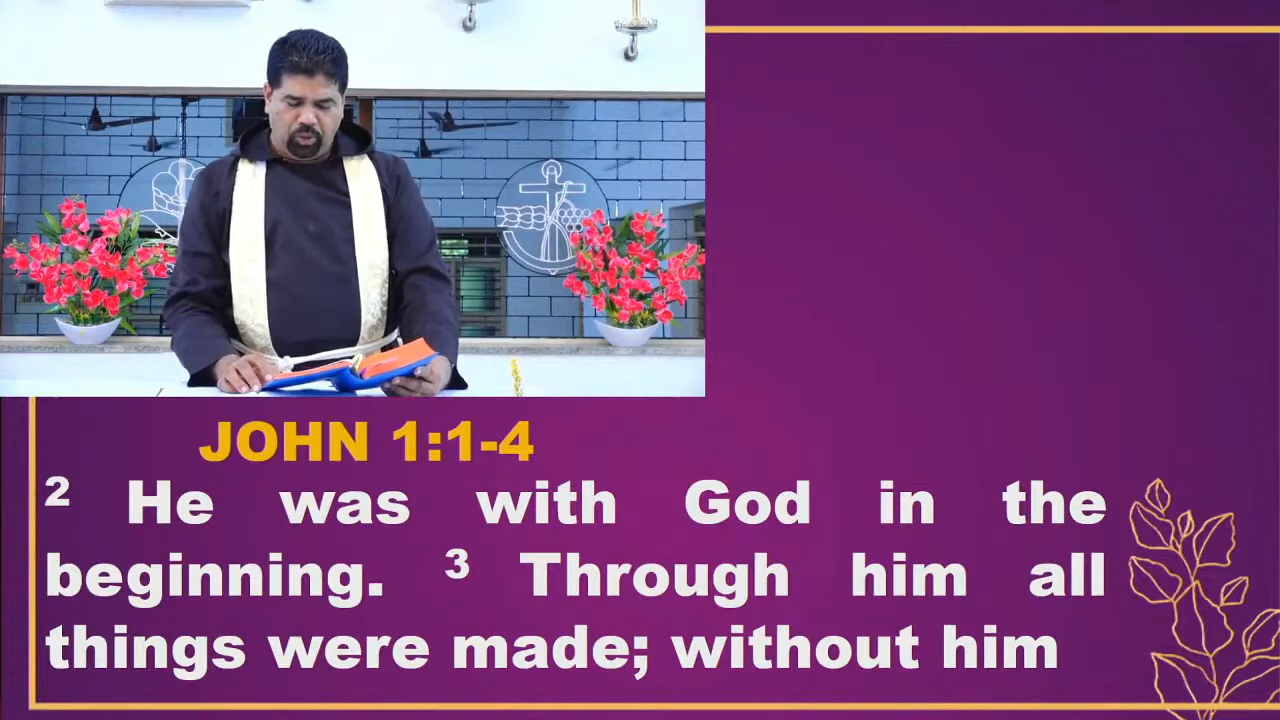 JOHN 1:1-4
² He was with God in the
beginning. ³ Through him all
things were made; without him